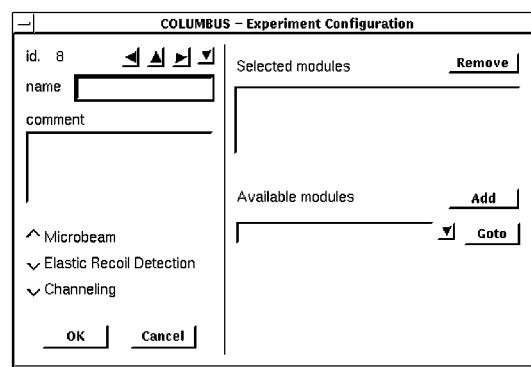 COLUMBUS – Experiment Configuration
id. 8
name
comment
Microbeam
Elastic Recoil Detection
Channeling
OK Cancel
Selected modules Remove
Available modules Add
Goto